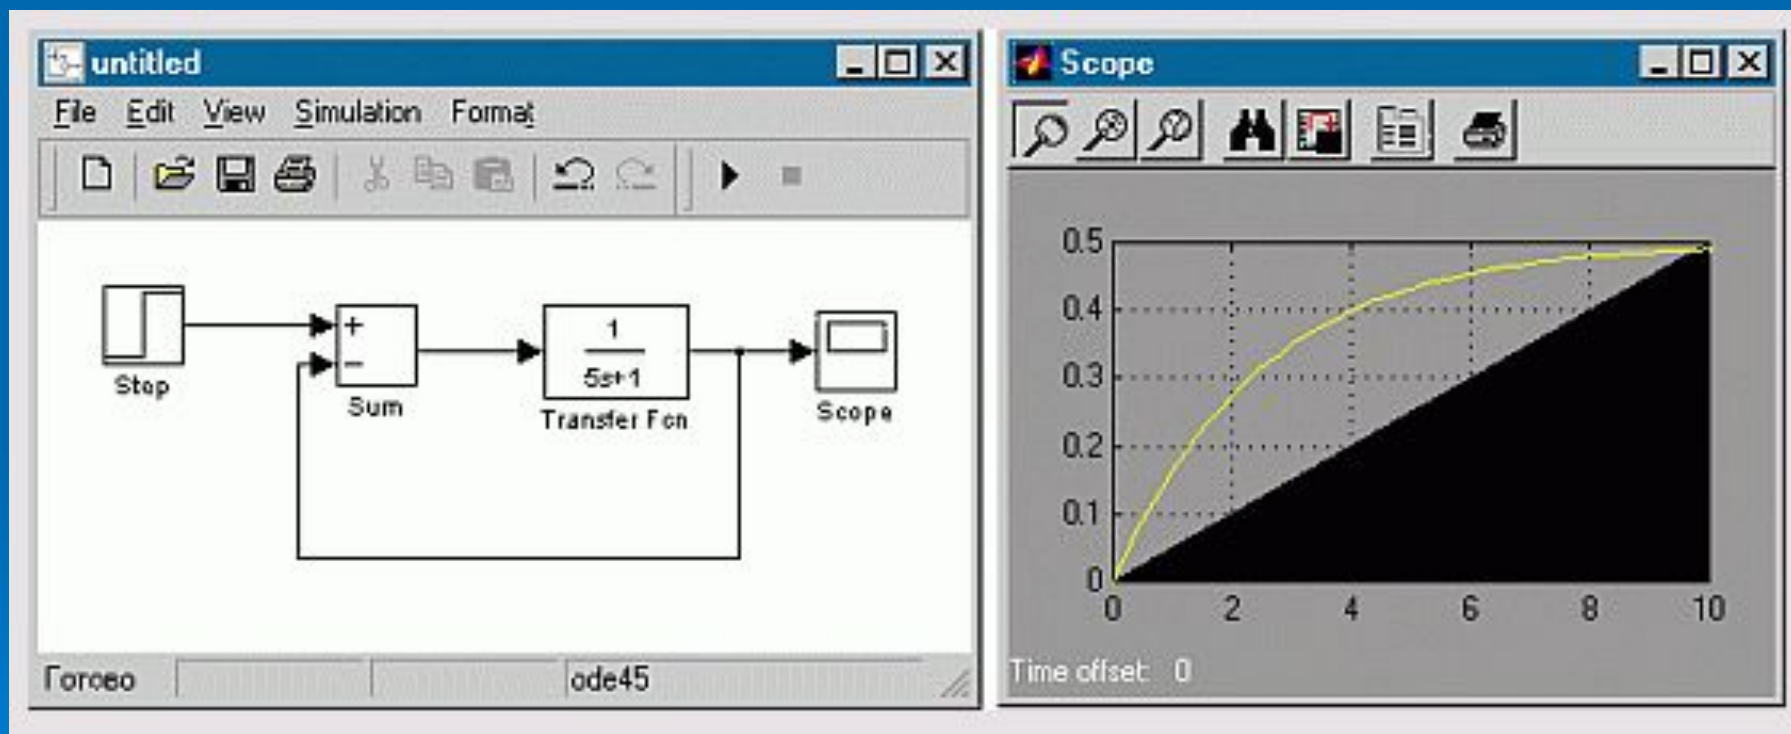 untitled
File Edit View Simulation Format
Step
+
−
Sum
1
5s+1
Transfer Fcn
Scope
Готово
ode45
Scope
0.5
0.4
0.3
0.2
0.1
0
0 2 4 6 8 10
Time offset: 0